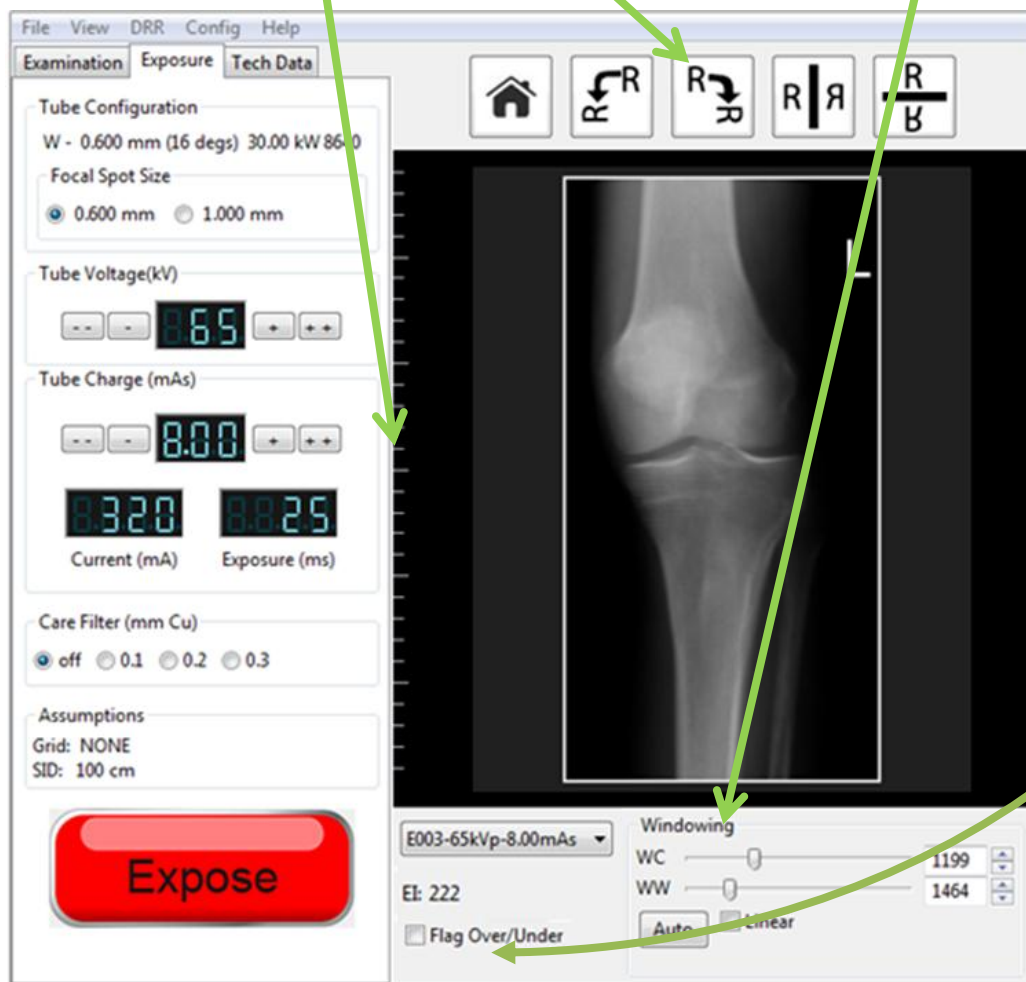 File View DRR Config Help
Examination Exposure Tech Data
R R
R R
R R
R
R
Tube Configuration
W - 0.600 mm (16 degs) 30.00 kW
Focal Spot Size
0.600 mm 1.000 mm
Tube Voltage(kV)
-- - 65 + ++
Tube Charge (mAs)
-- - 8.00 + ++
320 25
Current (mA) Exposure (ms)
Care Filter (mm Cu)
off 0.1 0.2 0.3
Assumptions
Grid: NONE
SID: 100 cm
Expose
L
E003-65kVp-8.00mAs
EI: 222
Flag Over/Under
Windowing
WC 1199
WW 1464
Auto Linear